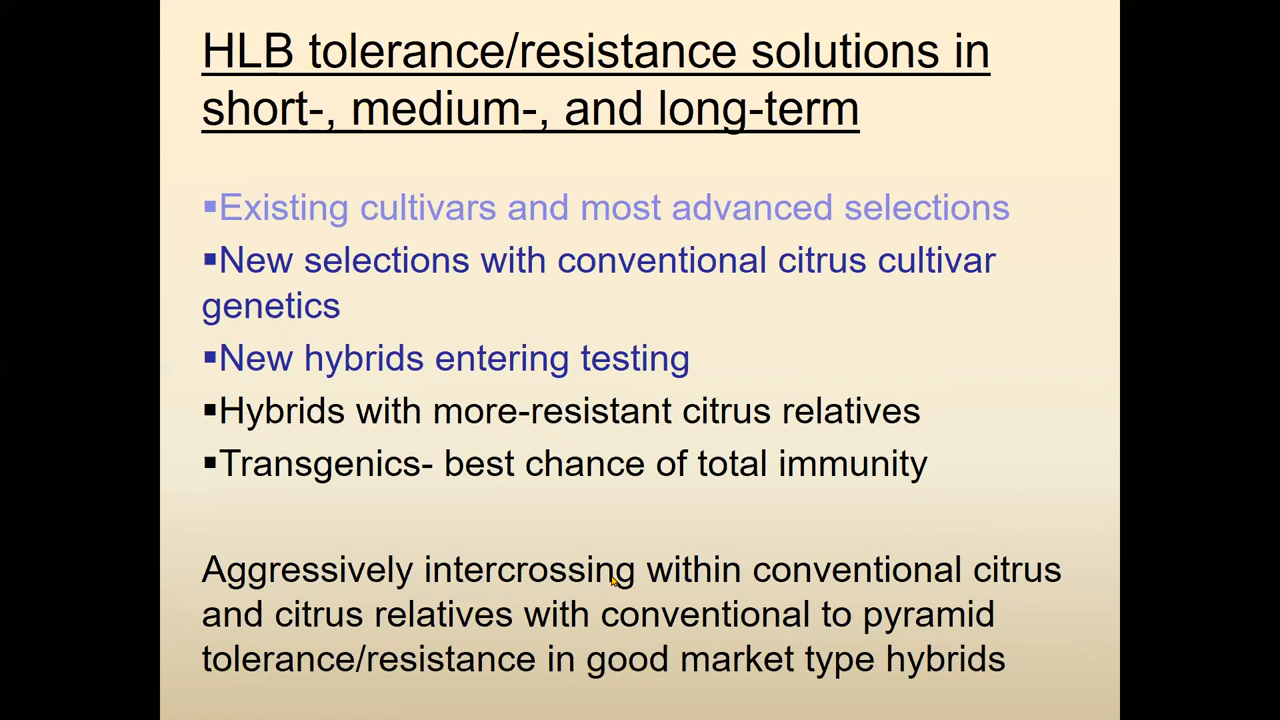 HLB tolerance/resistance solutions in
short-, medium-, and long-term
▪Existing cultivars and most advanced selections
▪New selections with conventional citrus cultivar
genetics
▪New hybrids entering testing
▪Hybrids with more-resistant citrus relatives
▪Transgenics- best chance of total immunity
Aggressively intercrossing within conventional citrus
and citrus relatives with conventional to pyramid
tolerance/resistance in good market type hybrids